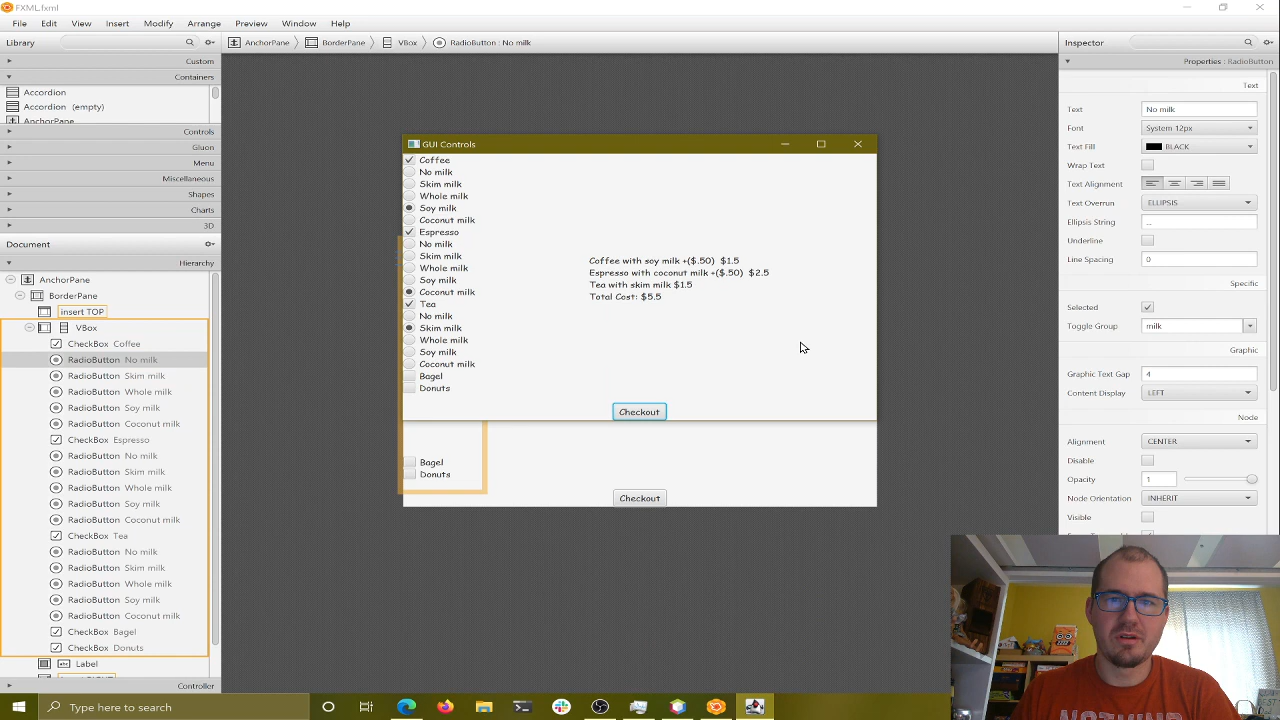 FXML.fxml
File Edit View Insert Modify Arrange Preview Window Help
Library
AnchorPane BorderPane VBox RadioButton : No milk
Inspector
Custom
Containers
Accordion
Accordion (empty)
AnchorPane
Controls
Gluon
Menu
Miscellaneous
Shapes
Charts
3D
Document
Hierarchy
AnchorPane
BorderPane
insert TOP
VBox
CheckBox Coffee
RadioButton No milk
RadioButton Skim milk
RadioButton Whole milk
RadioButton Soy milk
RadioButton Coconut milk
CheckBox Espresso
RadioButton No milk
RadioButton Skim milk
RadioButton Whole milk
RadioButton Soy milk
RadioButton Coconut milk
CheckBox Tea
RadioButton No milk
RadioButton Skim milk
RadioButton Whole milk
RadioButton Soy milk
RadioButton Coconut milk
CheckBox Bagel
CheckBox Donuts
abc Label
Controller
GUI Controls
Coffee
No milk
Skim milk
Whole milk
Soy milk
Coconut milk
Espresso
No milk
Skim milk
Whole milk
Soy milk
Coconut milk
Tea
No milk
Skim milk
Whole milk
Soy milk
Coconut milk
Bagel
Donuts
Coffee with soy milk +($.50) $1.5
Espresso with coconut milk +($.50) $2.5
Tea with skim milk $1.5
Total Cost: $5.5
Checkout
Bagel
Donuts
Checkout
Properties : RadioButton
Text
Text No milk
Font System 12px
Text Fill BLACK
Wrap Text
Text Alignment
Text Overrun ELLIPSIS
Ellipsis String ...
Underline
Line Spacing 0
Specific
Selected
Toggle Group milk
Graphic
Graphic Text Gap 4
Content Display LEFT
Node
Alignment CENTER
Disable
Opacity 1
Node Orientation INHERIT
Visible
NOTHING
Type here to search